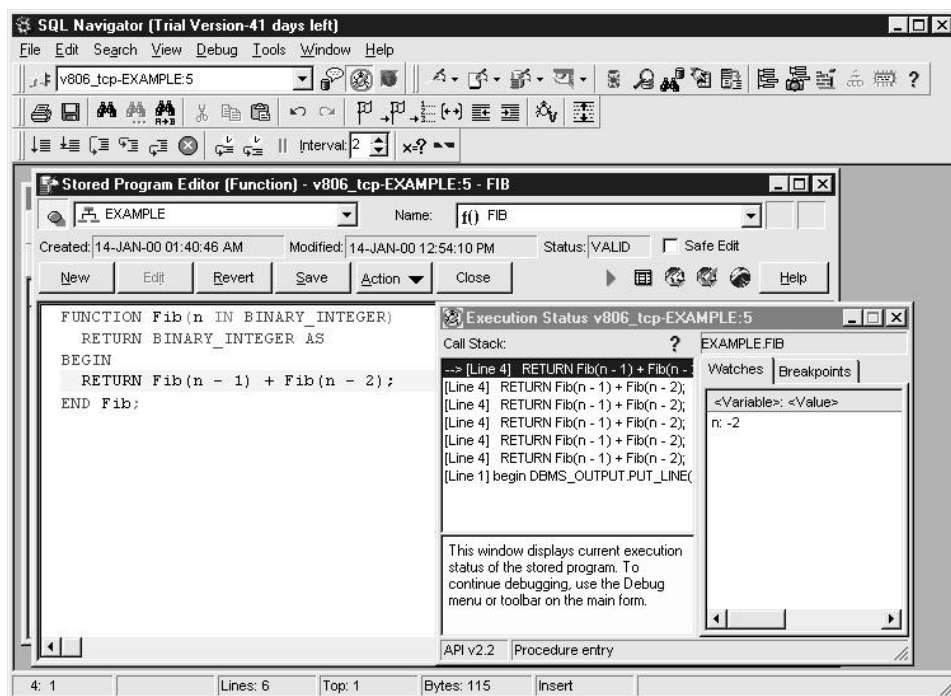 SQL Navigator (Trial Version-41 days left)
File Edit Search View Debug Tools Window Help
v806_tcp-EXAMPLE:5
?
A+B
Interval: 2 x=?
Stored Program Editor (Function) - v806_tcp-EXAMPLE:5 - FIB
EXAMPLE Name: f() FIB
Created: 14-JAN-00 01:40:46 AM Modified: 14-JAN-00 12:54:10 PM Status: VALID Safe Edit
New Edit Revert Save Action Close Help
FUNCTION Fib(n IN BINARY_INTEGER)
RETURN BINARY_INTEGER AS
BEGIN
RETURN Fib(n - 1) + Fib(n - 2);
END Fib;
Execution Status v806_tcp-EXAMPLE:5
Call Stack: ? EXAMPLE.FIB
--> [Line 4] RETURN Fib(n - 1) + Fib(n -
[Line 4] RETURN Fib(n - 1) + Fib(n - 2);
[Line 4] RETURN Fib(n - 1) + Fib(n - 2);
[Line 4] RETURN Fib(n - 1) + Fib(n - 2);
[Line 4] RETURN Fib(n - 1) + Fib(n - 2);
[Line 4] RETURN Fib(n - 1) + Fib(n - 2);
[Line 1] begin DBMS_OUTPUT.PUT_LINE(
Watches Breakpoints
<Variable>: <Value>
n: -2
This window displays current execution
status of the stored program. To
continue debugging, use the Debug
menu or toolbar on the main form.
API v2.2 Procedure entry
4: 1 Lines: 6 Top: 1 Bytes: 115 Insert